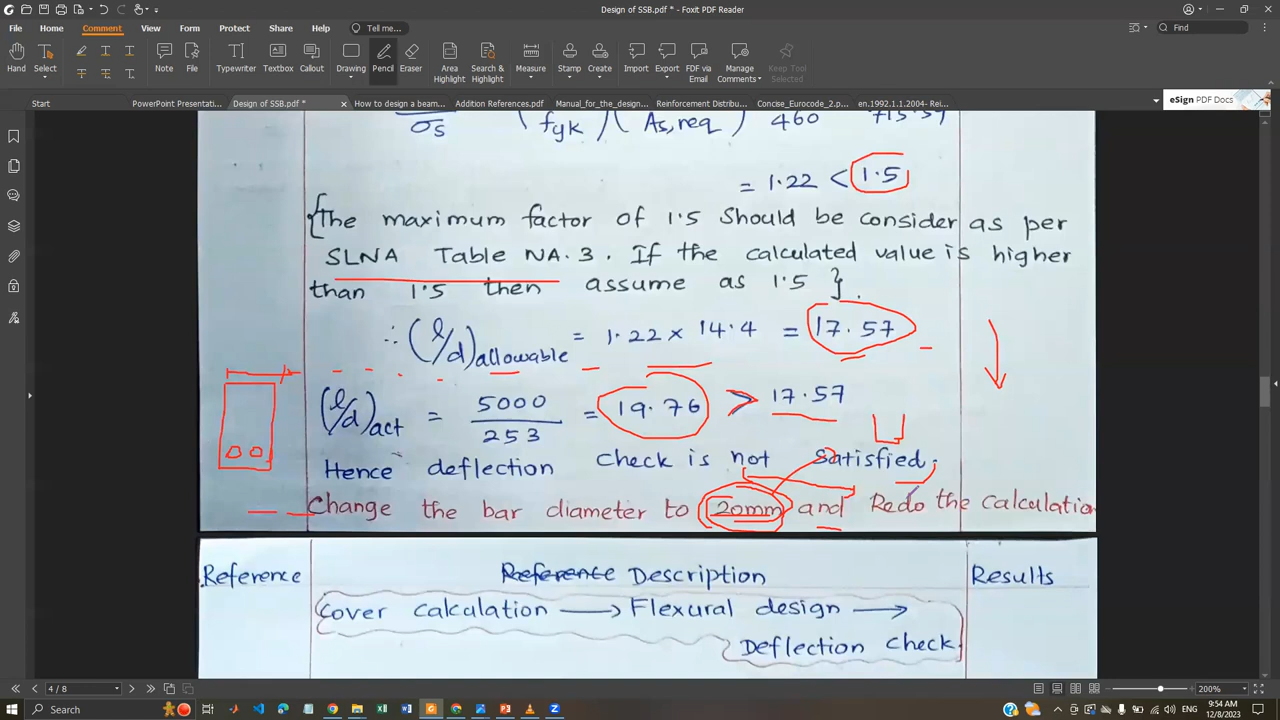 Design of SSB.pdf * - Foxit PDF Reader
File Home Comment View Form Protect Share Help Tell me... Find
Hand Select Note File Typewriter Textbox Callout Drawing Pencil Eraser Area Highlight Search & Highlight Measure Stamp Create Import Export FDF via Email Manage Comments Keep Tool Selected
Start PowerPoint Presentati... Design of SSB.pdf * How to design a beam... Addition References.pdf Manual_for_the_design... Reinforcement Distribu... Concise_Eurocode_2.p... en.1992.1.1.2004- Rei... eSign PDF Docs
σs ( fyk ) ( As,req ) 460 715.39
= 1.22 < 1.5
{The maximum factor of 1.5 Should be consider as per
SLNA Table NA.3. If the calculated value is higher
than 1.5 then assume as 1.5 }.
∴ (l/d)allowable = 1.22 × 14.4 = 17.57
(l/d)act = 5000/253 = 19.76 > 17.57
Hence deflection check is not satisfied.
Change the bar diameter to 20mm and Redo the calculation
Reference Description Results
Cover calculation → Flexural design →
Deflection check
4 / 8 200%
Search ENG 9:54 AM
12/8/2023